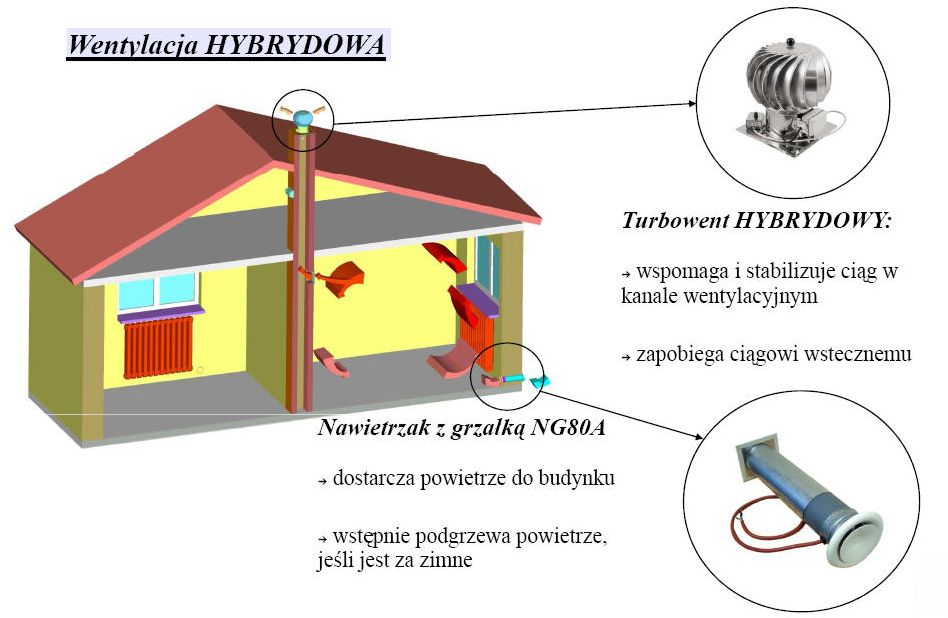 Wentylacja HYBRYDOWA
Turbowent HYBRYDOWY:
→ wspomaga i stabilizuje ciąg w
kanale wentylacyjnym
→ zapobiega ciągowi wstecznemu
Nawietrzak z grzałką NG80A
→ dostarcza powietrze do budynku
→ wstępnie podgrzewa powietrze,
jeśli jest za zimne